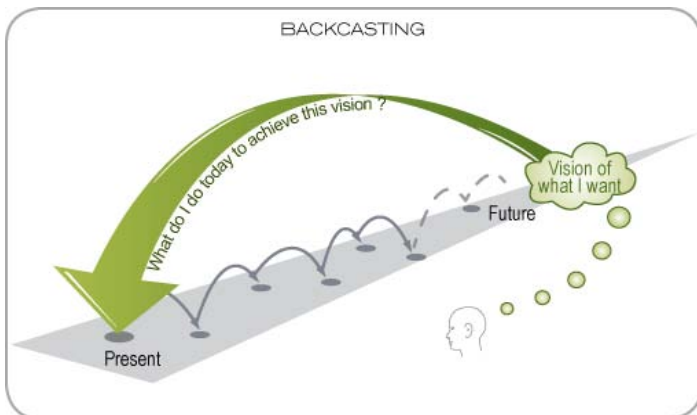 BACKCASTING
What do I do today to achieve this vision ?
Vision of
what I want
Future
Present